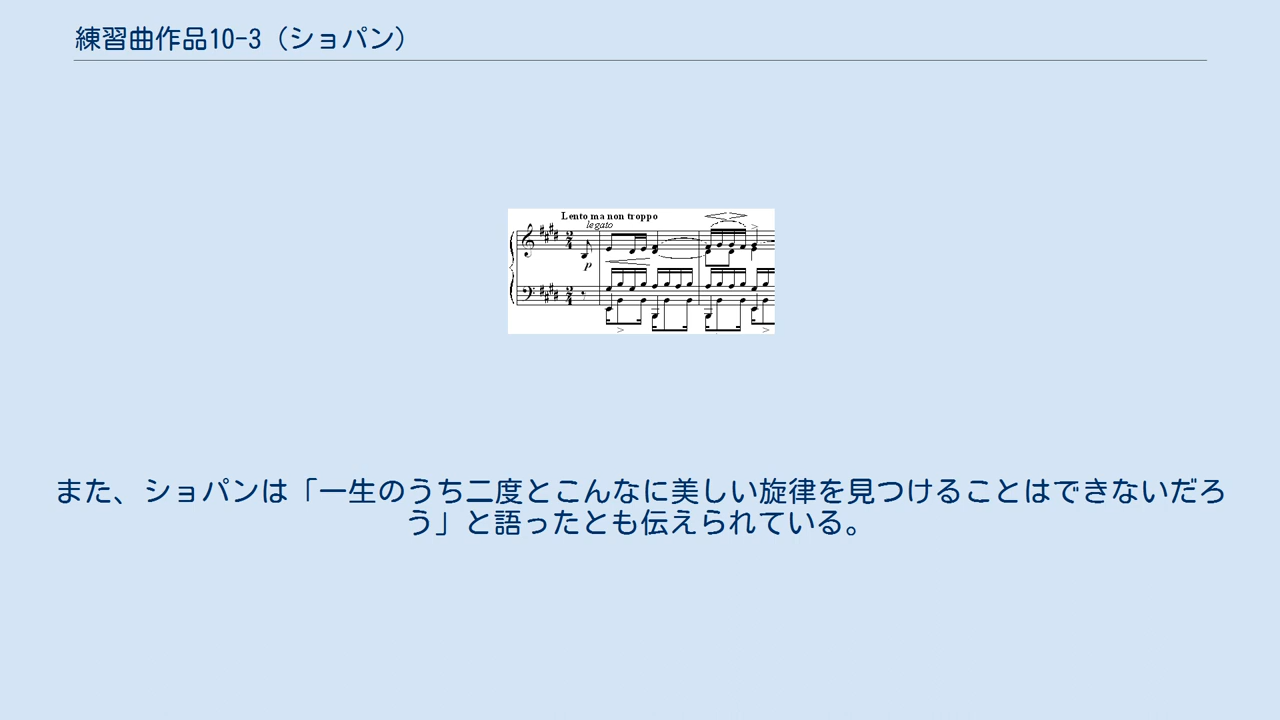 練習曲作品10-3（ショパン）
Lento ma non troppo
legato
p
また、ショパンは「一生のうち二度とこんなに美しい旋律を見つけることはできないだろ
う」と語ったとも伝えられている。